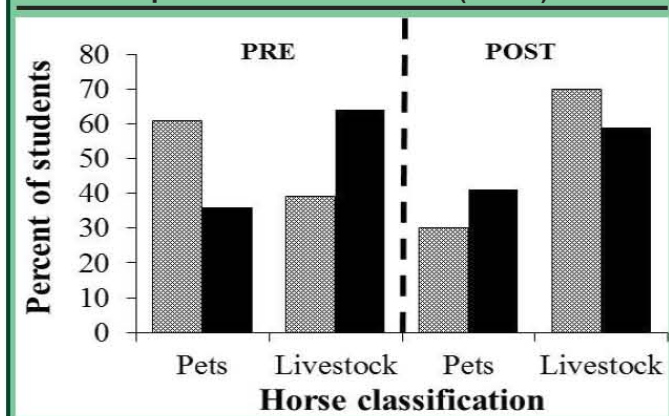 PRE
POST
80
70
60
50
40
30
20
10
0
Percent of students
Pets
Livestock
Pets
Livestock
Horse classification